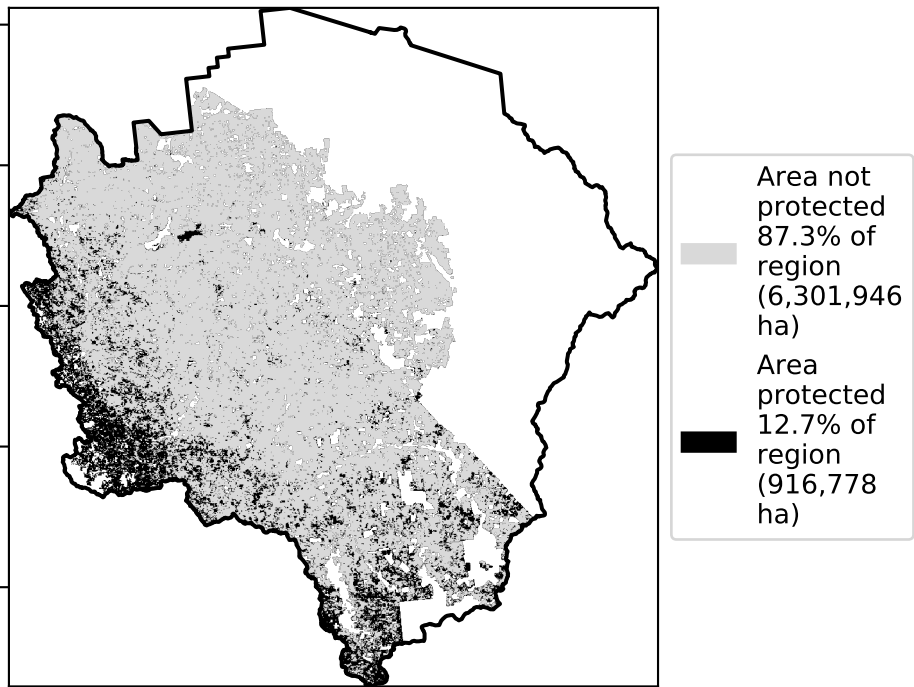 Area not
protected
87.3% of
region
(6,301,946
ha)
Area
protected
12.7% of
region
(916,778
ha)